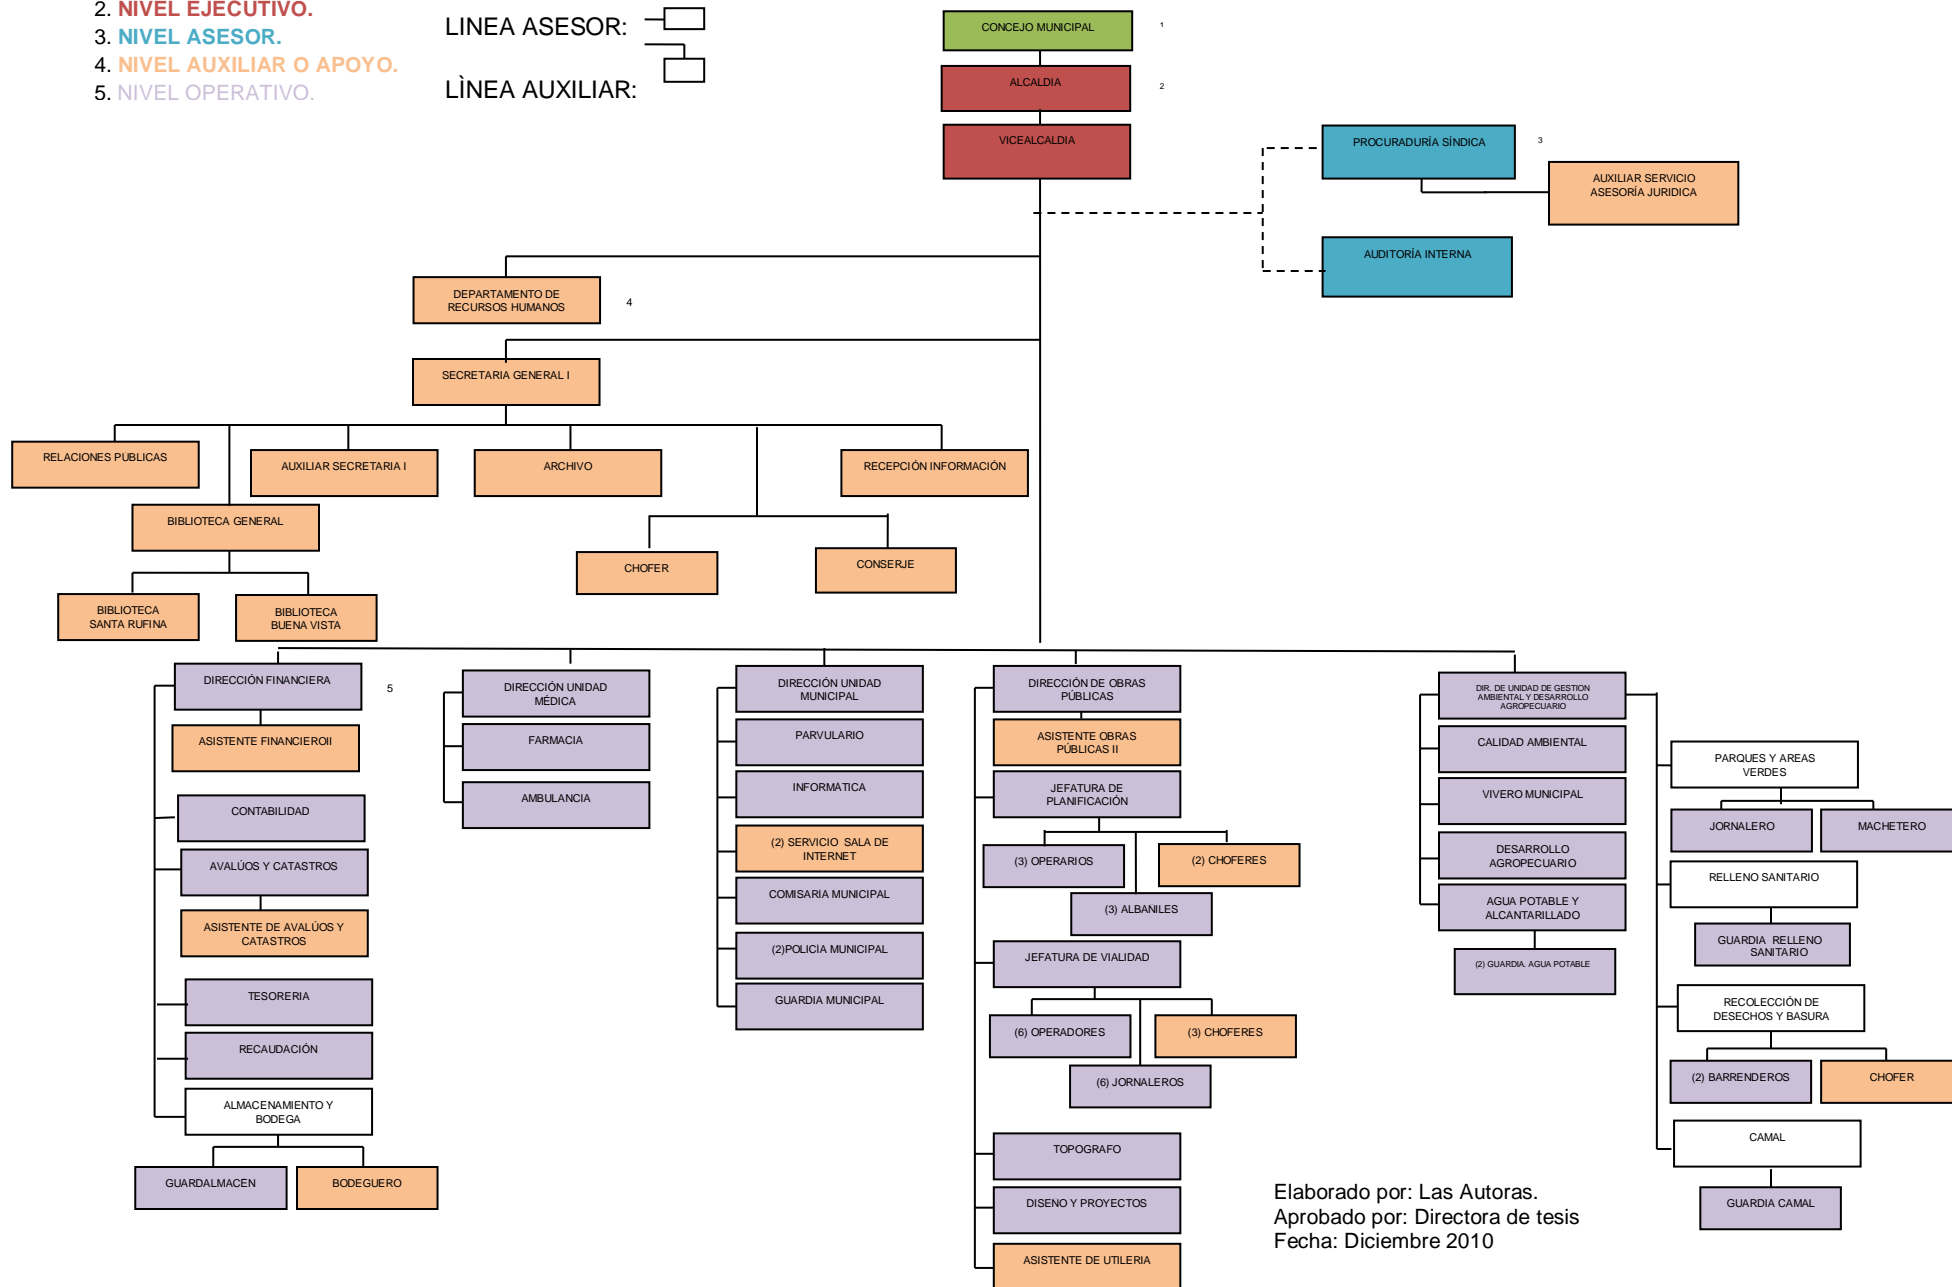 2. NIVEL EJECUTIVO.
3. NIVEL ASESOR.
4. NIVEL AUXILIAR O APOYO.
5. NIVEL OPERATIVO.
LINEA ASESOR:
LÌNEA AUXILIAR:
CONCEJO MUNICIPAL
1
ALCALDIA
2
VICEALCALDIA
PROCURADURÍA SÍNDICA
3
AUXILIAR SERVICIO
ASESORÍA JURIDICA
AUDITORÍA INTERNA
DEPARTAMENTO DE
RECURSOS HUMANOS
4
SECRETARIA GENERAL I
RELACIONES PUBLICAS
AUXILIAR SECRETARIA I
ARCHIVO
RECEPCIÓN INFORMACIÓN
BIBLIOTECA GENERAL
CHOFER
CONSERJE
BIBLIOTECA
SANTA RUFINA
BIBLIOTECA
BUENA VISTA
DIRECCIÓN FINANCIERA
5
ASISTENTE FINANCIEROII
CONTABILIDAD
AVALÚOS Y CATASTROS
ASISTENTE DE AVALÚOS Y
CATASTROS
TESORERIA
RECAUDACIÓN
ALMACENAMIENTO Y
BODEGA
GUARDALMACEN
BODEGUERO
DIRECCIÓN UNIDAD
MÉDICA
FARMACIA
AMBULANCIA
DIRECCIÓN UNIDAD
MUNICIPAL
PARVULARIO
INFORMATICA
(2) SERVICIO SALA DE
INTERNET
COMISARIA MUNICIPAL
(2)POLICIA MUNICIPAL
GUARDIA MUNICIPAL
DIRECCIÓN DE OBRAS
PÚBLICAS
ASISTENTE OBRAS
PÚBLICAS II
JEFATURA DE
PLANIFICACIÓN
(3) OPERARIOS
(2) CHOFERES
(3) ALBANILES
JEFATURA DE VIALIDAD
(6) OPERADORES
(3) CHOFERES
(6) JORNALEROS
TOPOGRAFO
DISENO Y PROYECTOS
ASISTENTE DE UTILERIA
DIR. DE UNIDAD DE GESTION
AMBIENTAL Y DESARROLLO
AGROPECUARIO
CALIDAD AMBIENTAL
VIVERO MUNICIPAL
DESARROLLO
AGROPECUARIO
AGUA POTABLE Y
ALCANTARILLADO
(2) GUARDIA. AGUA POTABLE
PARQUES Y AREAS
VERDES
JORNALERO
MACHETERO
RELLENO SANITARIO
GUARDIA RELLENO
SANITARIO
RECOLECCIÓN DE
DESECHOS Y BASURA
(2) BARRENDEROS
CHOFER
CAMAL
GUARDIA CAMAL
Elaborado por: Las Autoras.
Aprobado por: Directora de tesis
Fecha: Diciembre 2010